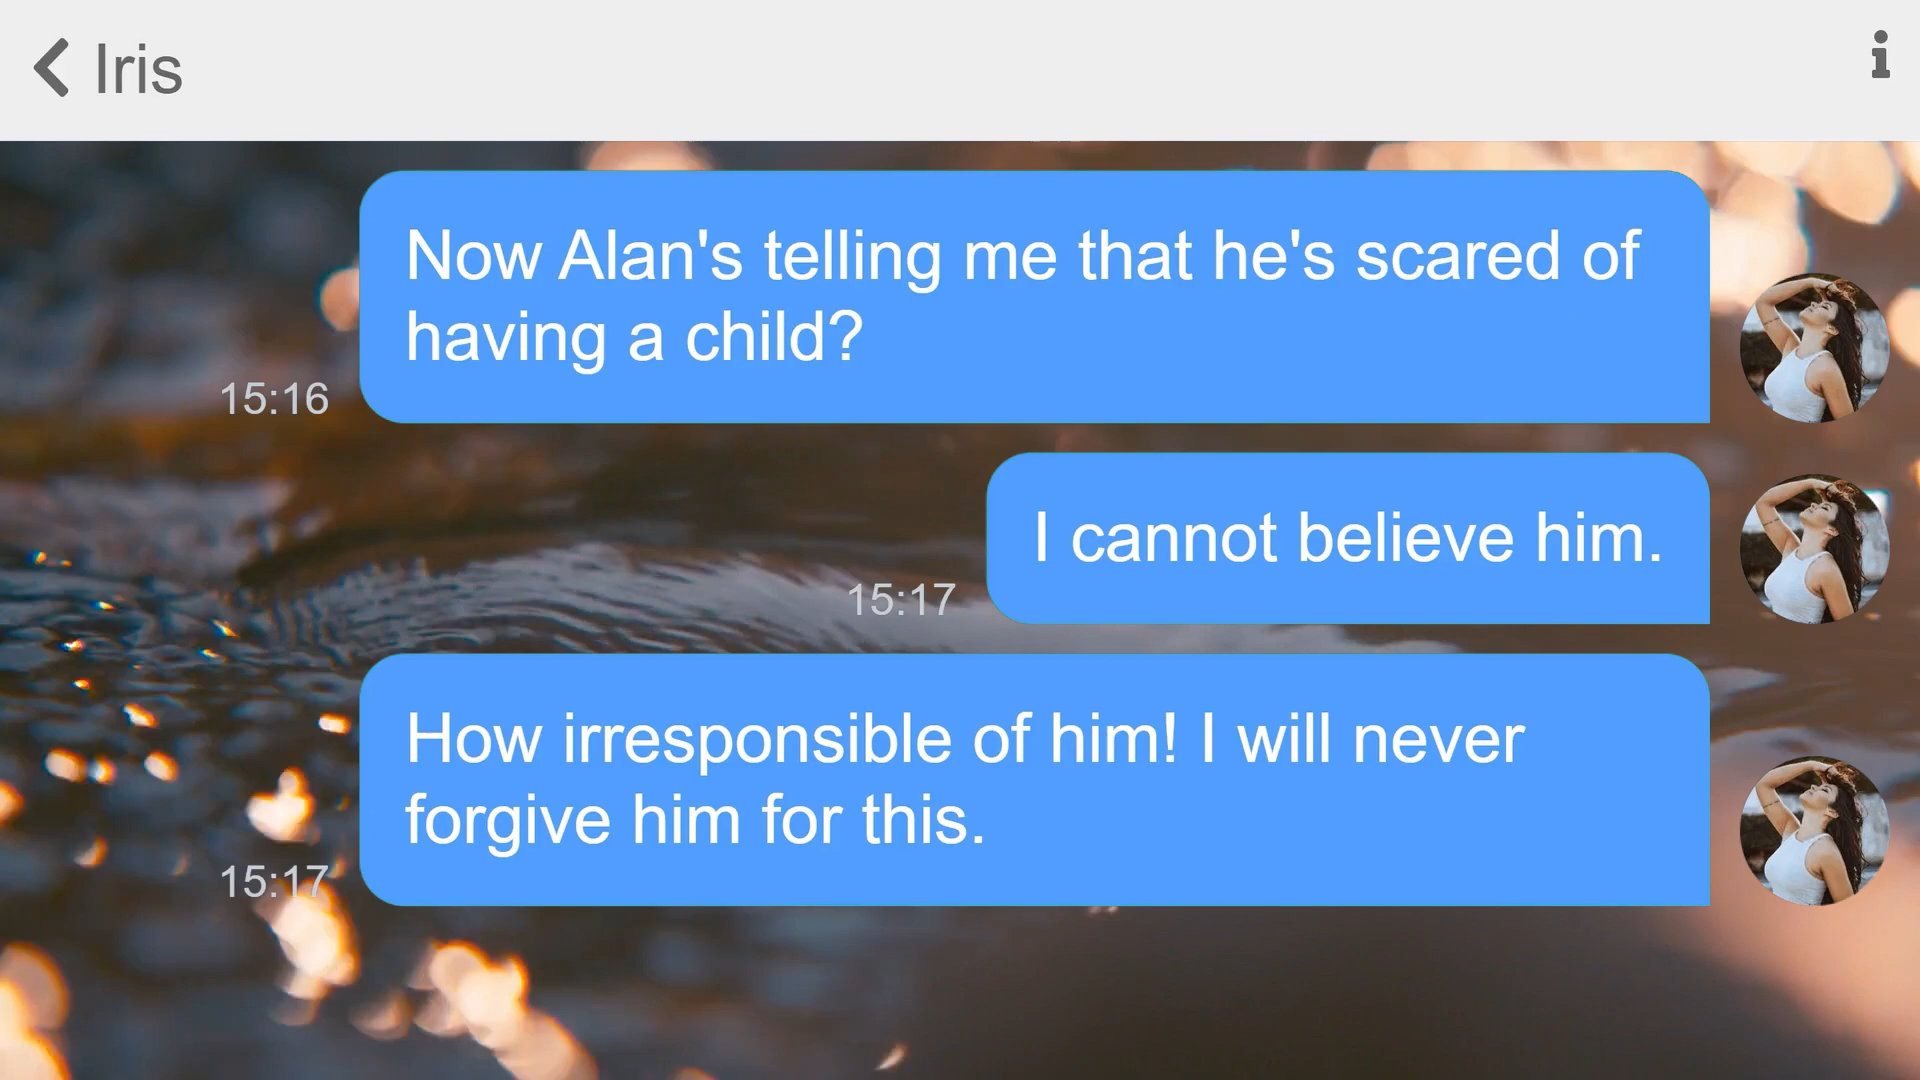 Iris
Now Alan's telling me that he's scared of
having a child?
15:16
I cannot believe him.
15:17
How irresponsible of him! I will never
forgive him for this.
15:17